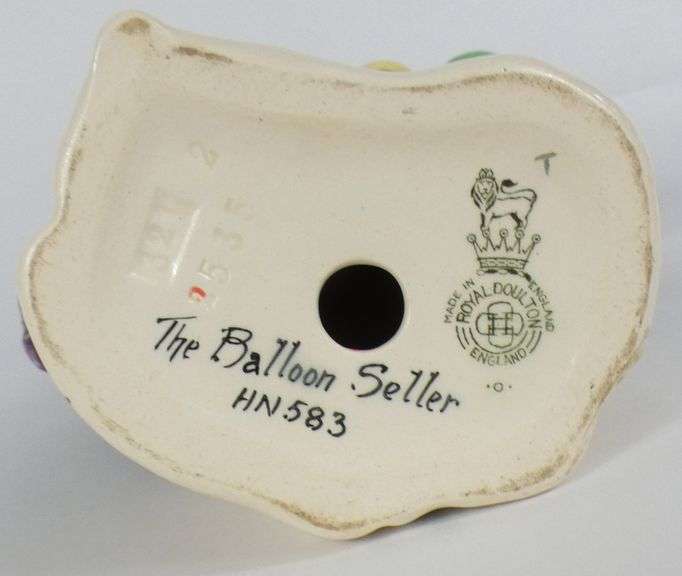 T
MADE IN ENGLAND
ROYAL DOULTON
ENGLAND
The Balloon Seller
HN583